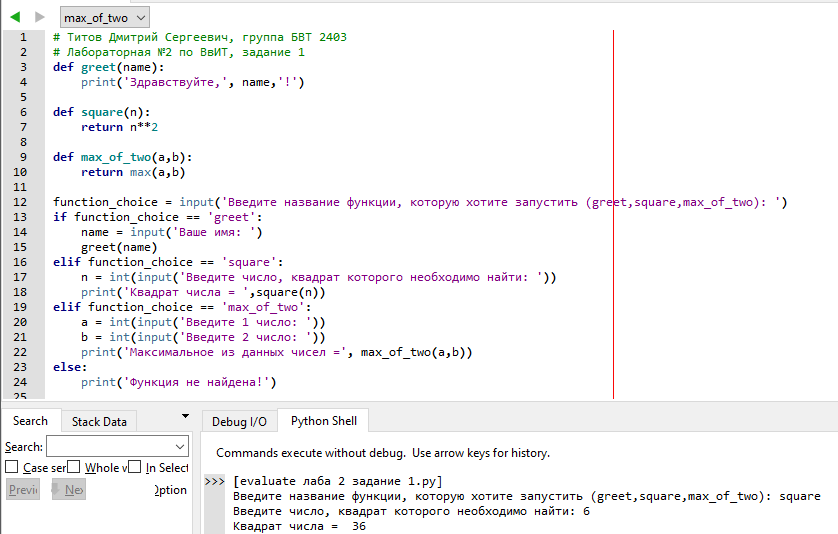 max_of_two
1 # Титов Дмитрий Сергеевич, группа БВТ 2403
2 # Лабораторная №2 по ВвИТ, задание 1
3 def greet(name):
4     print('Здравствуйте,', name,'!')
5
6 def square(n):
7     return n**2
8
9 def max_of_two(a,b):
10     return max(a,b)
11
12 function_choice = input('Введите название функции, которую хотите запустить (greet,square,max_of_two): ')
13 if function_choice == 'greet':
14     name = input('Ваше имя: ')
15     greet(name)
16 elif function_choice == 'square':
17     n = int(input('Введите число, квадрат которого необходимо найти: '))
18     print('Квадрат числа = ',square(n))
19 elif function_choice == 'max_of_two':
20     a = int(input('Введите 1 число: '))
21     b = int(input('Введите 2 число: '))
22     print('Максимальное из данных чисел =', max_of_two(a,b))
23 else:
24     print('Функция не найдена!')
25
Search Stack Data
Search:
Case ser Whole v In Select
Previ Nex Option
Debug I/O Python Shell
Commands execute without debug. Use arrow keys for history.
>>> [evaluate лаба 2 задание 1.py]
Введите название функции, которую хотите запустить (greet,square,max_of_two): square
Введите число, квадрат которого необходимо найти: 6
Квадрат числа =  36